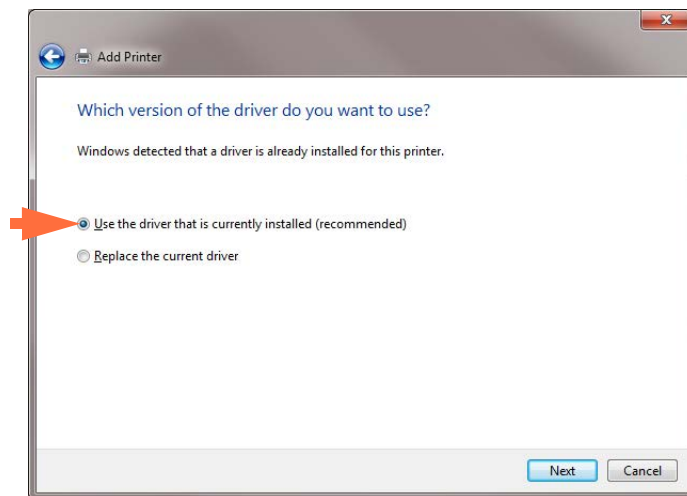 Add Printer
Which version of the driver do you want to use?
Windows detected that a driver is already installed for this printer.
Use the driver that is currently installed (recommended)
Replace the current driver
Next Cancel